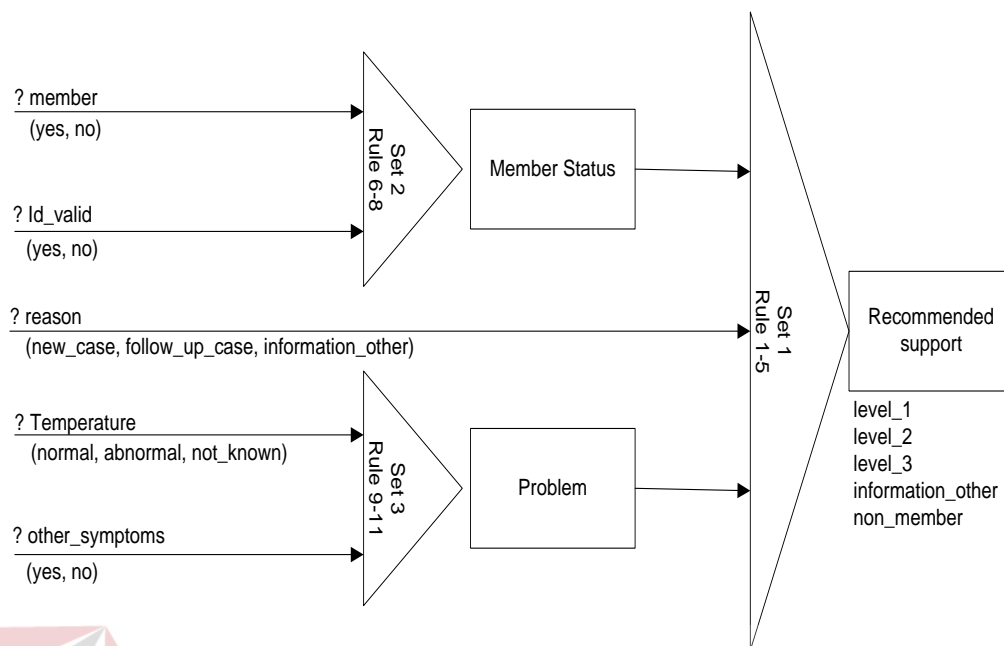 ? member
(yes, no)
Set 2
Rule 6-8
Member Status
? Id_valid
(yes, no)
? reason
(new_case, follow_up_case, information_other)
Set 1
Rule 1-5
Recommended
support
level_1
level_2
level_3
information_other
non_member
? Temperature
(normal, abnormal, not_known)
Set 3
Rule 9-11
Problem
? other_symptoms
(yes, no)